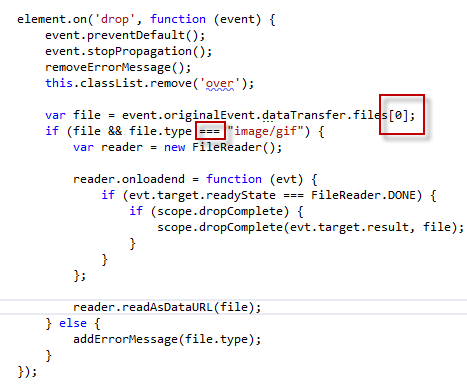 element.on('drop', function (event) {
    event.preventDefault();
    event.stopPropagation();
    removeErrorMessage();
    this.classList.remove('over');

    var file = event.originalEvent.dataTransfer.files[0];
    if (file && file.type === "image/gif") {
        var reader = new FileReader();

        reader.onloadend = function (evt) {
            if (evt.target.readyState === FileReader.DONE) {
                if (scope.dropComplete) {
                    scope.dropComplete(evt.target.result, file);
                }
            }
        };

        reader.readAsDataURL(file);
    } else {
        addErrorMessage(file.type);
    }
});